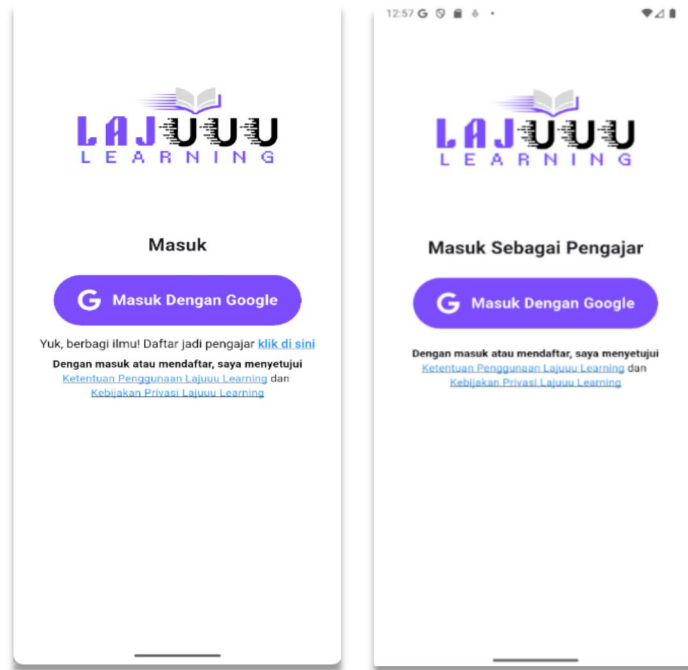 LAJUUU
LEARNING
Masuk
G Masuk Dengan Google
Yuk, berbagi ilmu! Daftar jadi pengajar klik di sini
Dengan masuk atau mendaftar, saya menyetujui
Ketentuan Penggunaan Lajuuu Learning dan
Kebijakan Privasi Lajuuu Learning
12:57 G
LAJUUU
LEARNING
Masuk Sebagai Pengajar
G Masuk Dengan Google
Dengan masuk atau mendaftar, saya menyetujui
Ketentuan Penggunaan Lajuuu Learning dan
Kebijakan Privasi Lajuuu Learning